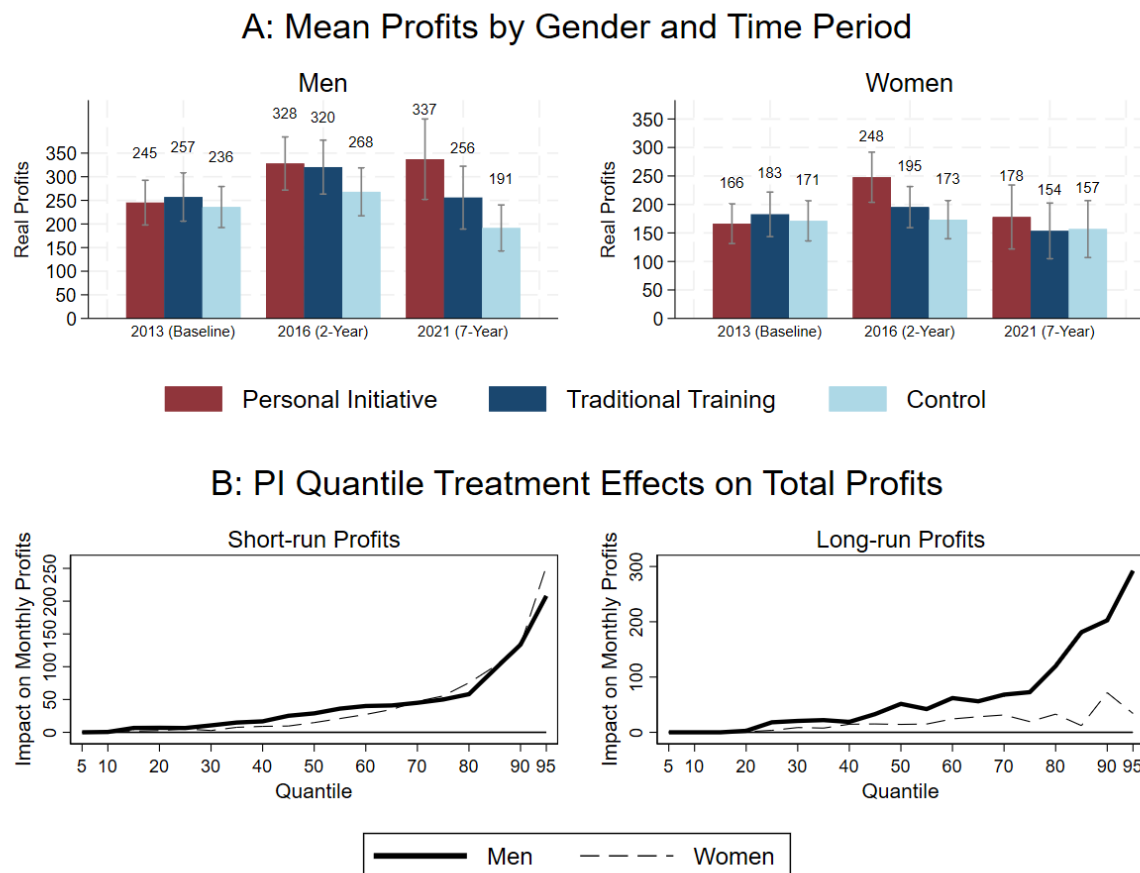 A: Mean Profits by Gender and Time Period
Men
Real Profits
350
300
250
200
150
100
50
0
245 257 236
328 320 268
337 256 191
2013 (Baseline) 2016 (2-Year) 2021 (7-Year)
Women
Real Profits
350
300
250
200
150
100
50
0
166 183 171
248 195 173
178 154 157
2013 (Baseline) 2016 (2-Year) 2021 (7-Year)
Personal Initiative Traditional Training Control
B: PI Quantile Treatment Effects on Total Profits
Short-run Profits
Impact on Monthly Profits
250
200
150
100
50
0
5 10 20 30 40 50 60 70 80 90 95
Quantile
Long-run Profits
Impact on Monthly Profits
300
200
100
0
5 10 20 30 40 50 60 70 80 90 95
Quantile
Men Women